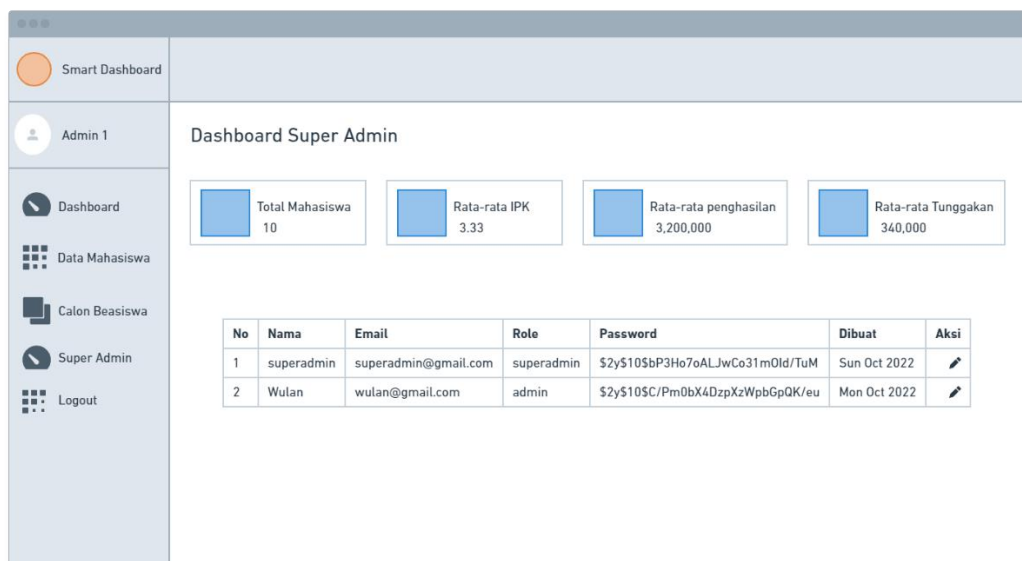 Smart Dashboard
Admin 1
Dashboard
Data Mahasiswa
Calon Beasiswa
Super Admin
Logout
Dashboard Super Admin
Total Mahasiswa
10
Rata-rata IPK
3.33
Rata-rata penghasilan
3,200,000
Rata-rata Tunggakan
340,000
No Nama Email Role Password Dibuat Aksi
1 superadmin superadmin@gmail.com superadmin $2y$10$bP3Ho7oALJwCo31mOId/TuM Sun Oct 2022
2 Wulan wulan@gmail.com admin $2y$10$C/Pm0bX4DzpXzWpbGpQK/eu Mon Oct 2022